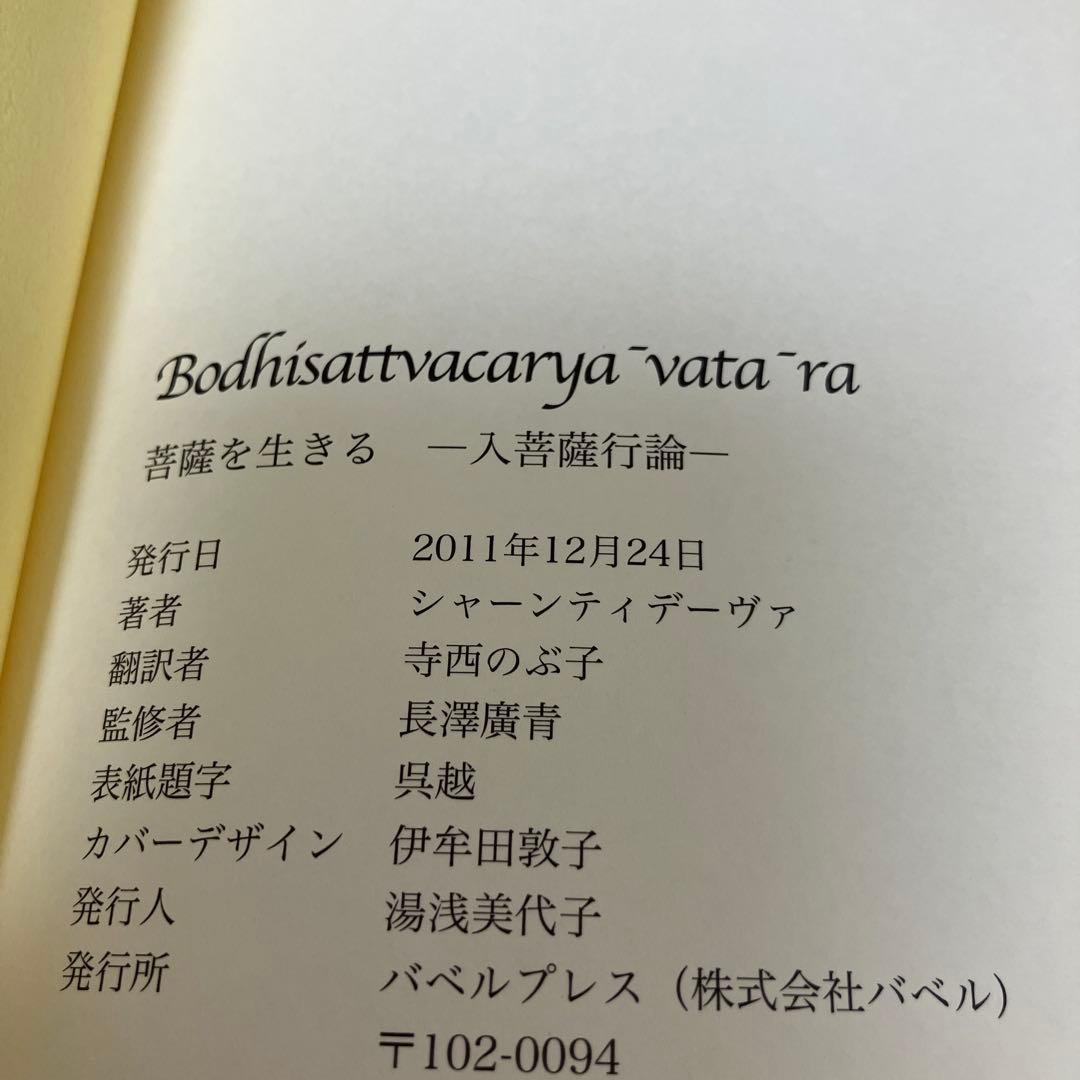 Bodhisattvacarya¯vata¯ra
菩薩を生きる ―入菩薩行論―
発行日 2011年12月24日
著者 シャーンティデーヴァ
翻訳者 寺西のぶ子
監修者 長澤廣青
表紙題字 呉越
カバーデザイン 伊牟田敦子
発行人 湯浅美代子
発行所 バベルプレス（株式会社バベル）
〒102-0094